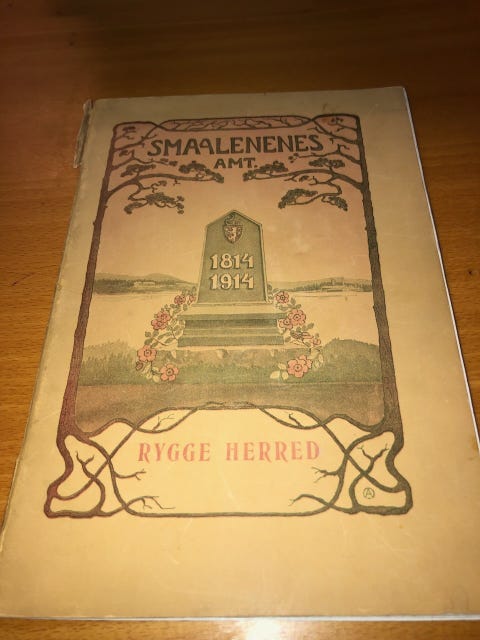 SMAALENENES
AMT.
1814
1914
RYGGE HERRED